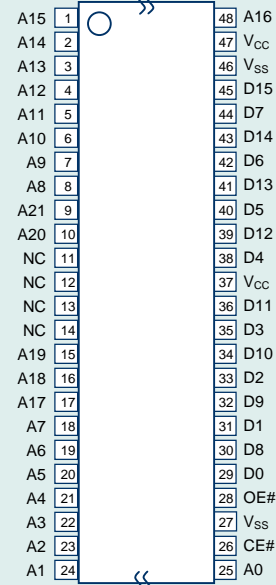 A15 1 48 A16
A14 2 47 VCC
A13 3 46 VSS
A12 4 45 D15
A11 5 44 D7
A10 6 43 D14
A9 7 42 D6
A8 8 41 D13
A21 9 40 D5
A20 10 39 D12
NC 11 38 D4
NC 12 37 VCC
NC 13 36 D11
NC 14 35 D3
A19 15 34 D10
A18 16 33 D2
A17 17 32 D9
A7 18 31 D1
A6 19 30 D8
A5 20 29 D0
A4 21 28 OE#
A3 22 27 VSS
A2 23 26 CE#
A1 24 25 A0